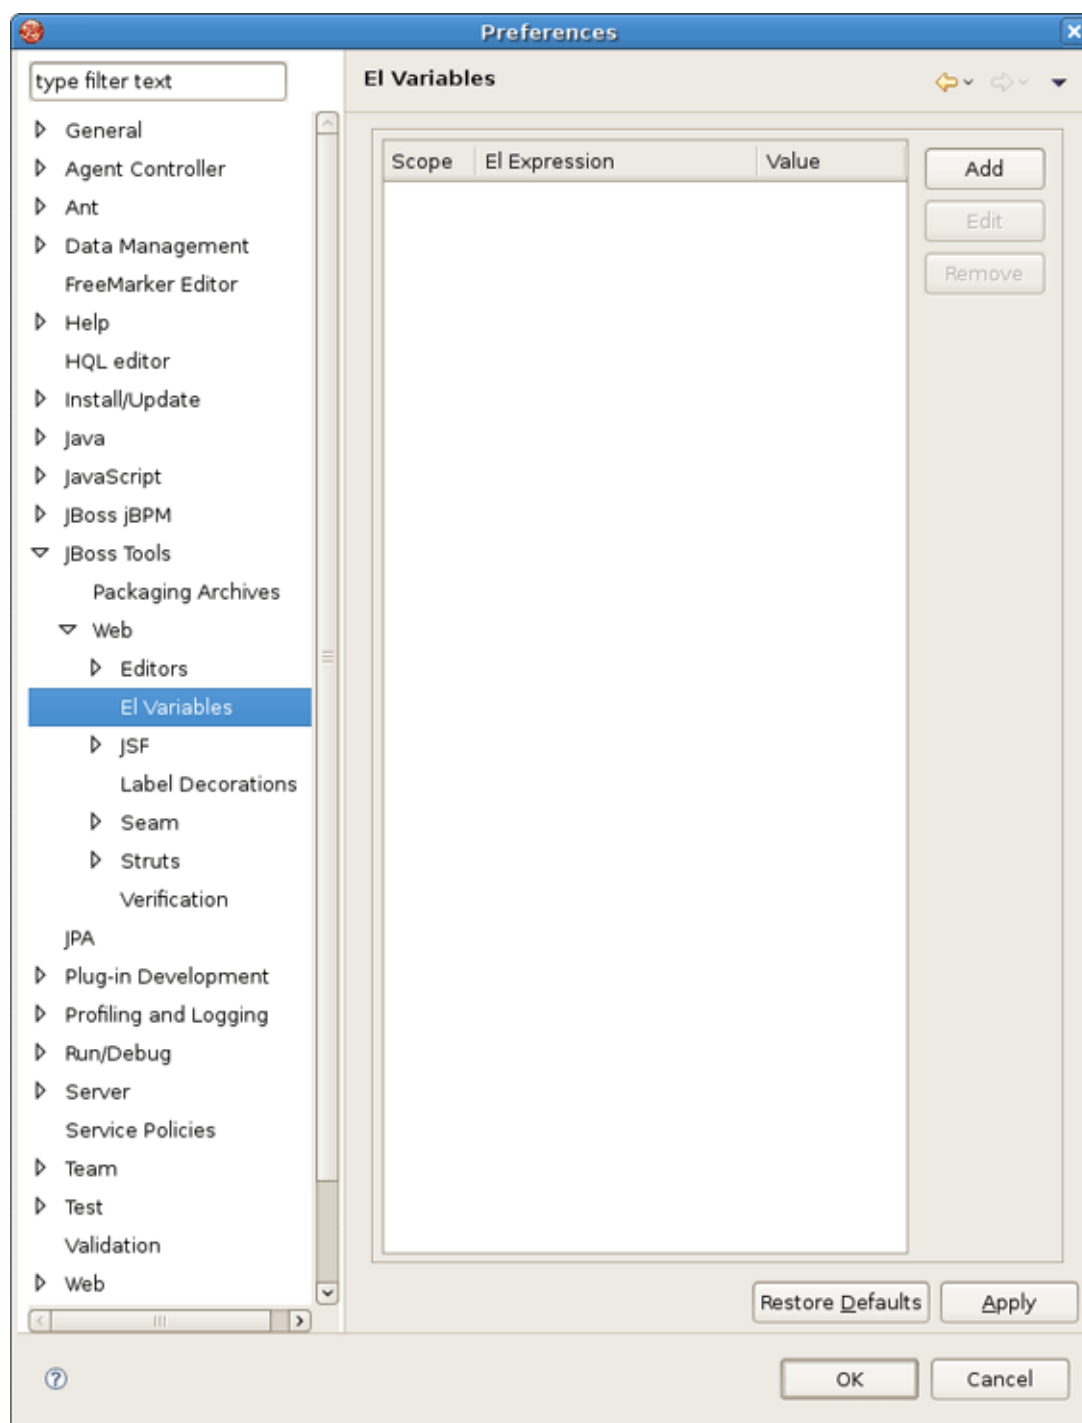 Preferences
type filter text
General
Agent Controller
Ant
Data Management
FreeMarker Editor
Help
HQL editor
Install/Update
Java
JavaScript
JBoss jBPM
JBoss Tools
Packaging Archives
Web
Editors
El Variables
JSF
Label Decorations
Seam
Struts
Verification
JPA
Plug-in Development
Profiling and Logging
Run/Debug
Server
Service Policies
Team
Test
Validation
Web
El Variables
Scope El Expression Value
Add
Edit
Remove
Restore Defaults Apply
OK Cancel